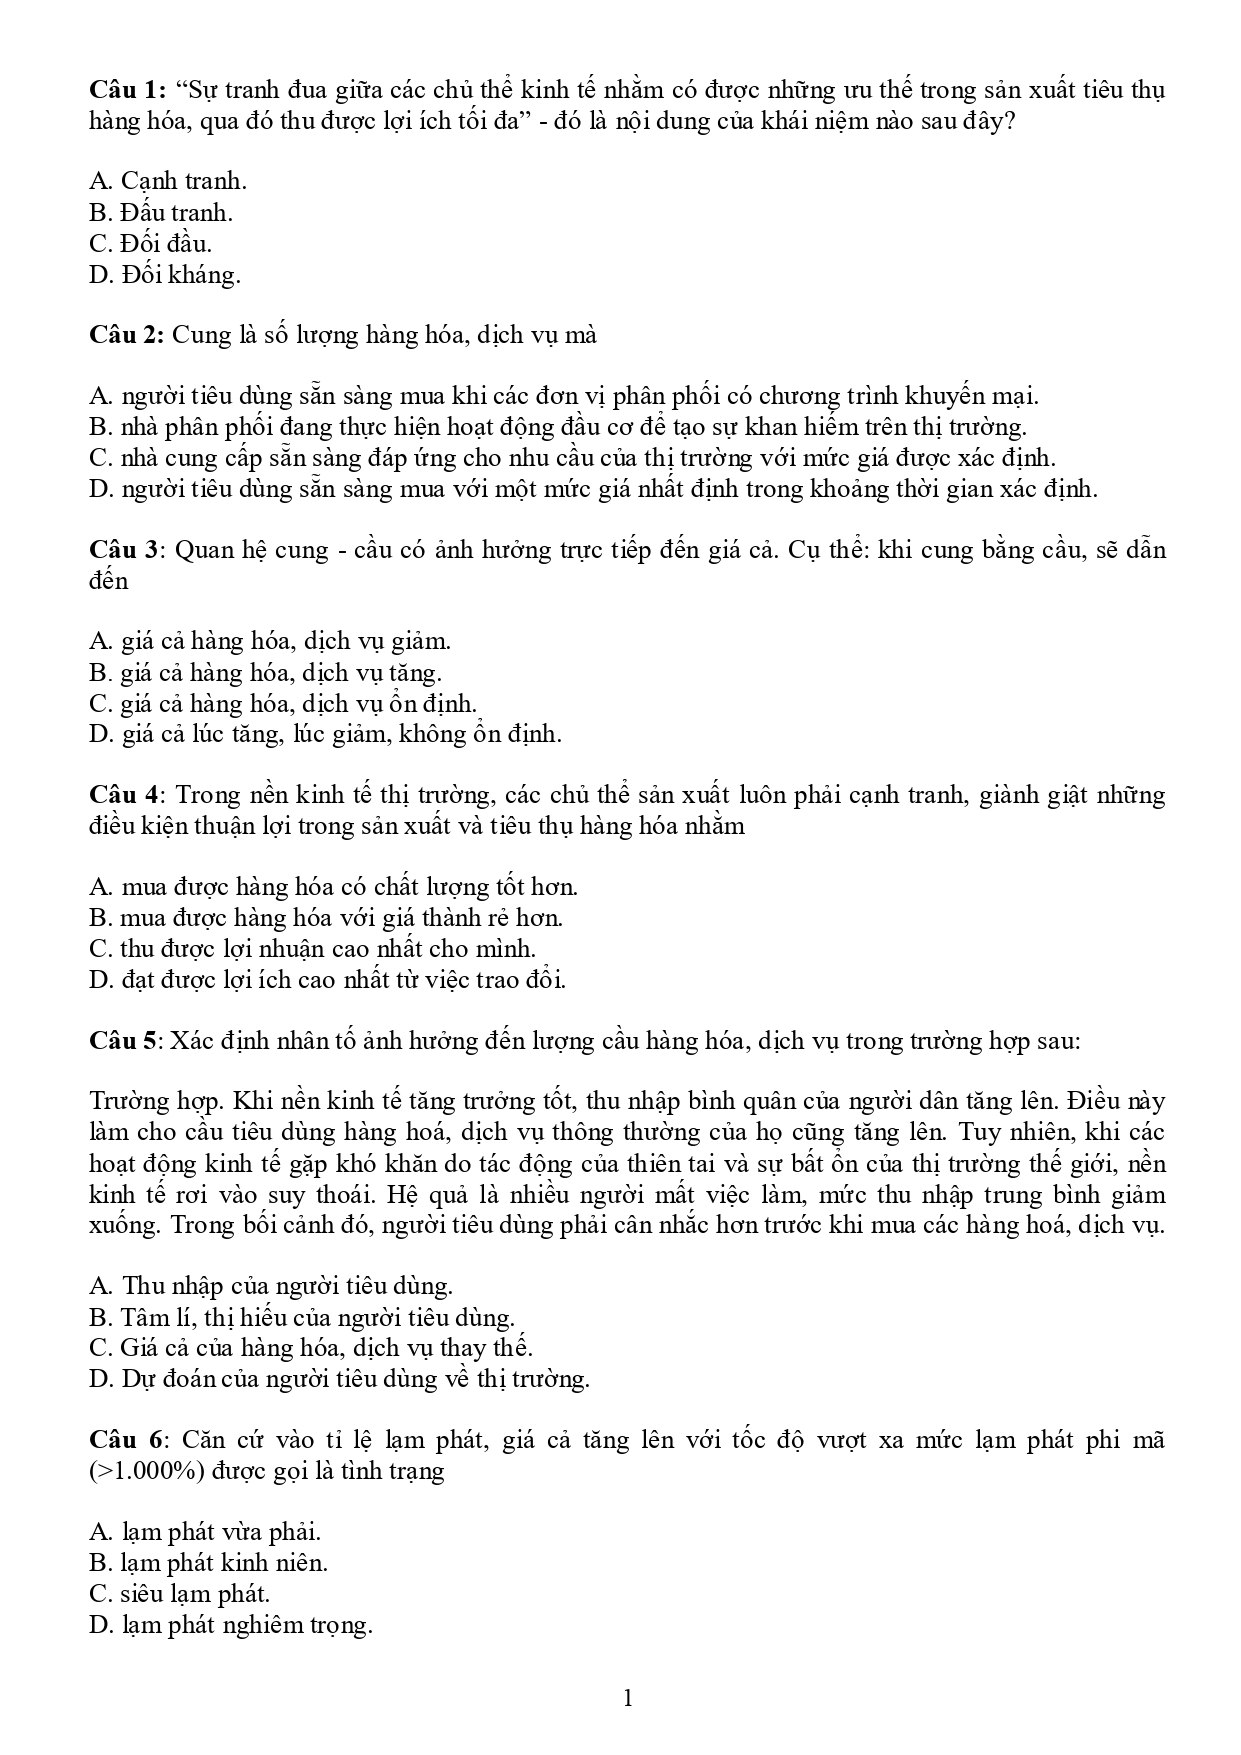 Câu 1: “Sự tranh đua giữa các chủ thể kinh tế nhằm có được những ưu thế trong sản xuất tiêu thụ
hàng hóa, qua đó thu được lợi ích tối đa” - đó là nội dung của khái niệm nào sau đây?
A. Cạnh tranh.
B. Đấu tranh.
C. Đối đầu.
D. Đối kháng.
Câu 2: Cung là số lượng hàng hóa, dịch vụ mà
A. người tiêu dùng sẵn sàng mua khi các đơn vị phân phối có chương trình khuyến mại.
B. nhà phân phối đang thực hiện hoạt động đầu cơ để tạo sự khan hiếm trên thị trường.
C. nhà cung cấp sẵn sàng đáp ứng cho nhu cầu của thị trường với mức giá được xác định.
D. người tiêu dùng sẵn sàng mua với một mức giá nhất định trong khoảng thời gian xác định.
Câu 3: Quan hệ cung - cầu có ảnh hưởng trực tiếp đến giá cả. Cụ thể: khi cung bằng cầu, sẽ dẫn
đến
A. giá cả hàng hóa, dịch vụ giảm.
B. giá cả hàng hóa, dịch vụ tăng.
C. giá cả hàng hóa, dịch vụ ổn định.
D. giá cả lúc tăng, lúc giảm, không ổn định.
Câu 4: Trong nền kinh tế thị trường, các chủ thể sản xuất luôn phải cạnh tranh, giành giật những
điều kiện thuận lợi trong sản xuất và tiêu thụ hàng hóa nhằm
A. mua được hàng hóa có chất lượng tốt hơn.
B. mua được hàng hóa với giá thành rẻ hơn.
C. thu được lợi nhuận cao nhất cho mình.
D. đạt được lợi ích cao nhất từ việc trao đổi.
Câu 5: Xác định nhân tố ảnh hưởng đến lượng cầu hàng hóa, dịch vụ trong trường hợp sau:
Trường hợp. Khi nền kinh tế tăng trưởng tốt, thu nhập bình quân của người dân tăng lên. Điều này
làm cho cầu tiêu dùng hàng hoá, dịch vụ thông thường của họ cũng tăng lên. Tuy nhiên, khi các
hoạt động kinh tế gặp khó khăn do tác động của thiên tai và sự bất ổn của thị trường thế giới, nền
kinh tế rơi vào suy thoái. Hệ quả là nhiều người mất việc làm, mức thu nhập trung bình giảm
xuống. Trong bối cảnh đó, người tiêu dùng phải cân nhắc hơn trước khi mua các hàng hoá, dịch vụ.
A. Thu nhập của người tiêu dùng.
B. Tâm lí, thị hiếu của người tiêu dùng.
C. Giá cả của hàng hóa, dịch vụ thay thế.
D. Dự đoán của người tiêu dùng về thị trường.
Câu 6: Căn cứ vào tỉ lệ lạm phát, giá cả tăng lên với tốc độ vượt xa mức lạm phát phi mã
(>1.000%) được gọi là tình trạng
A. lạm phát vừa phải.
B. lạm phát kinh niên.
C. siêu lạm phát.
D. lạm phát nghiêm trọng.
1